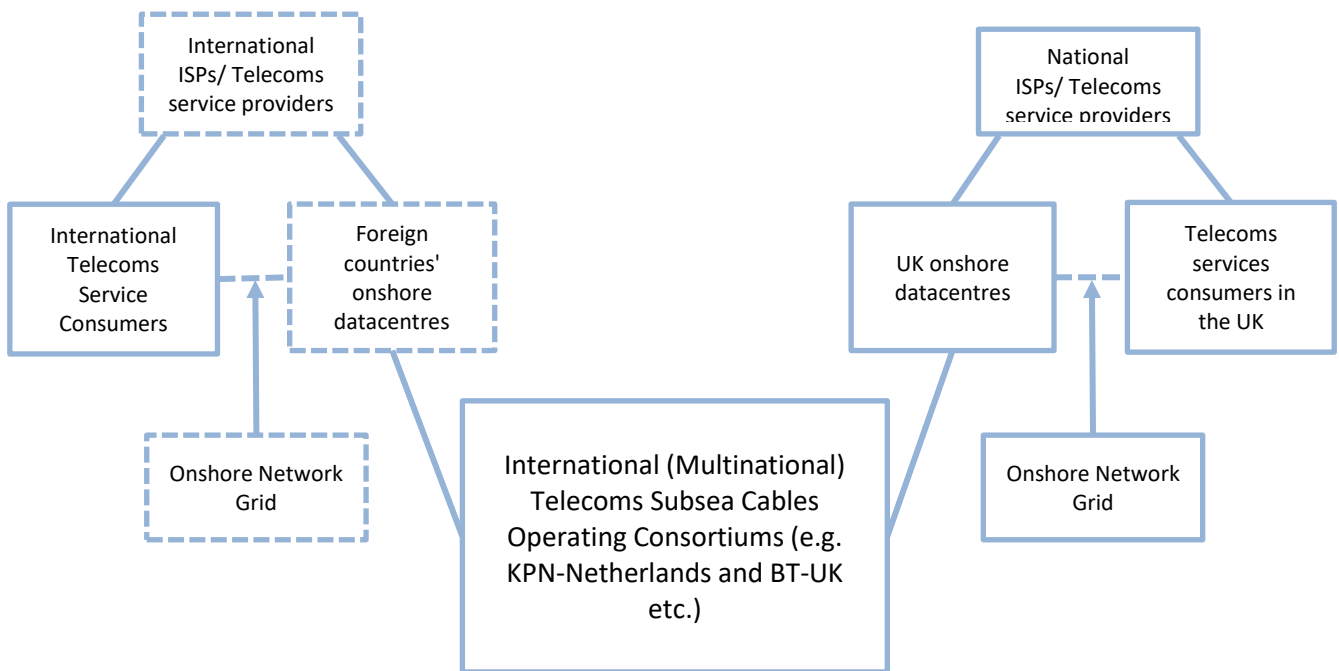 International
ISPs/ Telecoms
service providers
National
ISPs/ Telecoms
service providers
International
Telecoms
Service
Consumers
Foreign
countries'
onshore
datacentres
UK onshore
datacentres
Telecoms
services
consumers in
the UK
Onshore Network
Grid
International (Multinational)
Telecoms Subsea Cables
Operating Consortiums (e.g.
KPN-Netherlands and BT-UK
etc.)
Onshore Network
Grid